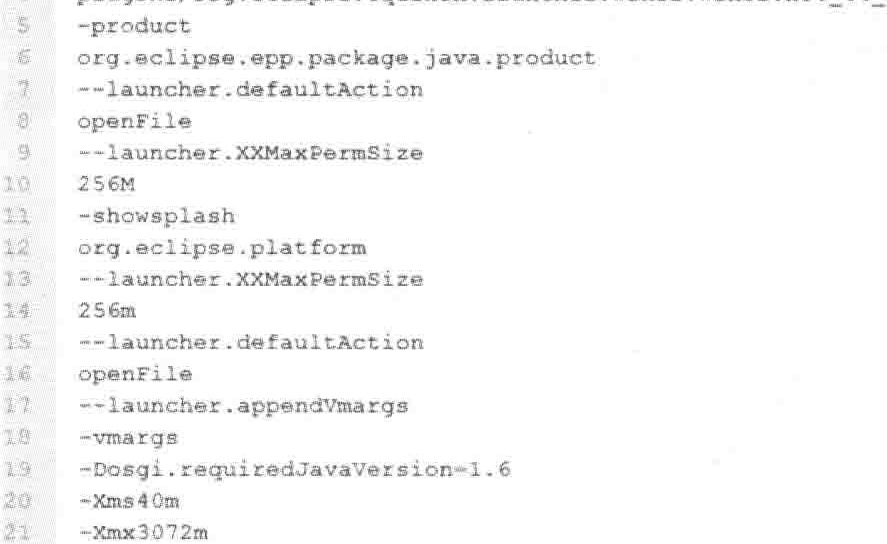 5 -product
6 org.eclipse.epp.package.java.product
7 --launcher.defaultAction
8 openFile
9 --launcher.XXMaxPermSize
10 256M
11 -showsplash
12 org.eclipse.platform
13 --launcher.XXMaxPermSize
14 256m
15 --launcher.defaultAction
16 openFile
17 --launcher.appendVmargs
18 -vmargs
19 -Dosgi.requiredJavaVersion=1.6
20 -Xms40m
21 -Xmx3072m